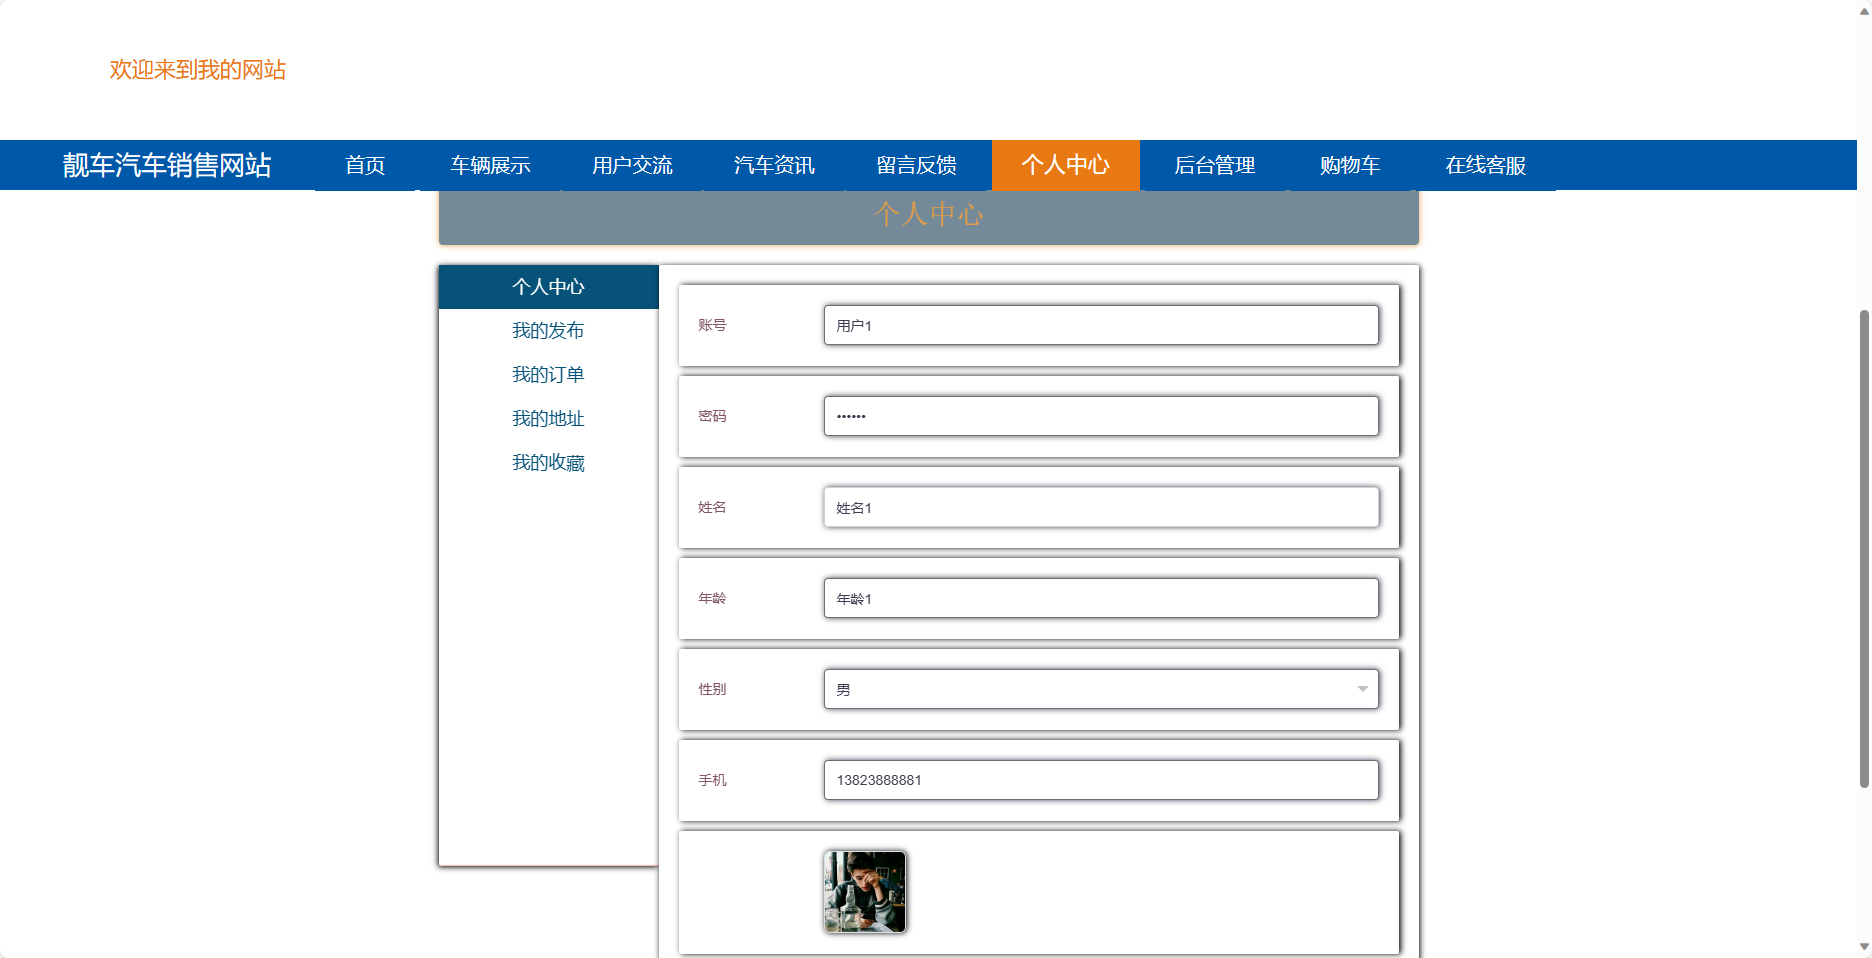 欢迎来到我的网站
靓车汽车销售网站 首页 车辆展示 用户交流 汽车资讯 留言反馈 个人中心 后台管理 购物车 在线客服
个人中心
个人中心
我的发布
我的订单
我的地址
我的收藏
账号 用户1
密码 ••••••
姓名 姓名1
年龄 年龄1
性别 男
手机 13823888881